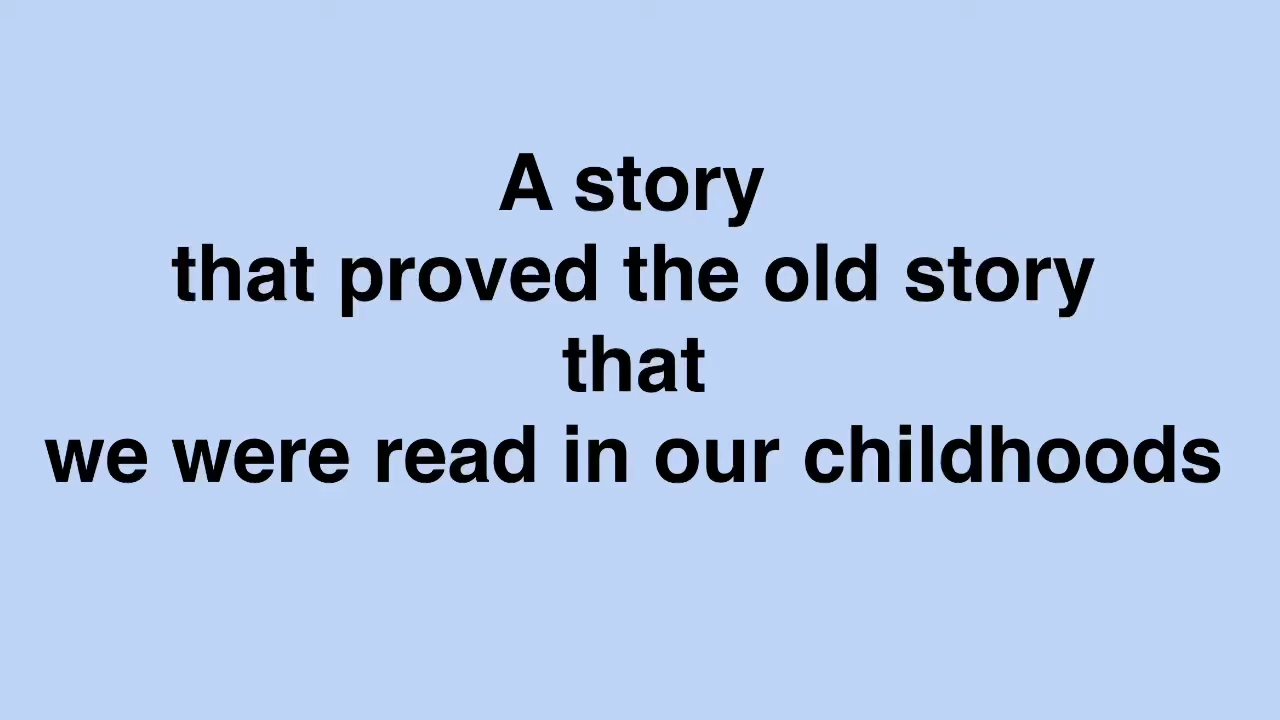 A story
that proved the old story
that
we were read in our childhoods